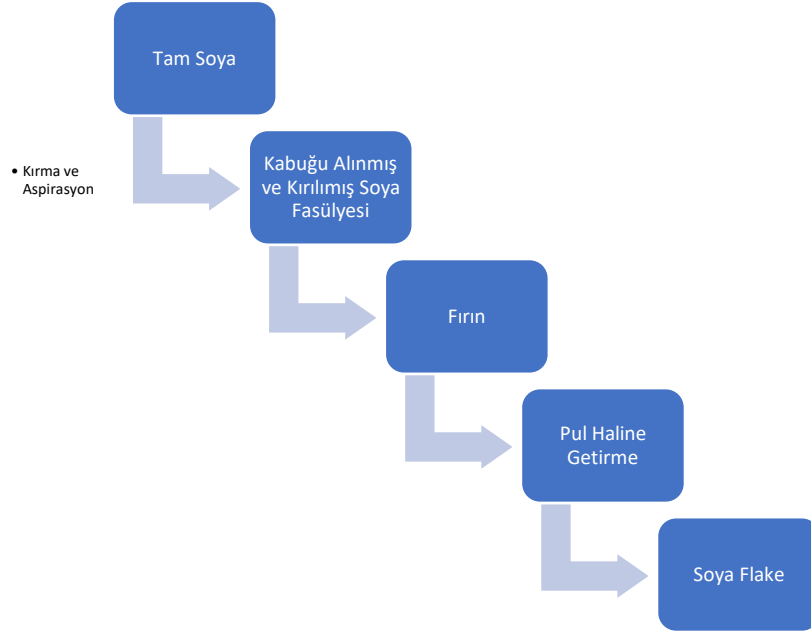 Tam Soya
• Kırma ve
Aspirasyon
Kabuğu Alınmış
ve Kırılımış Soya
Fasülyesi
Fırın
Pul Haline
Getirme
Soya Flake